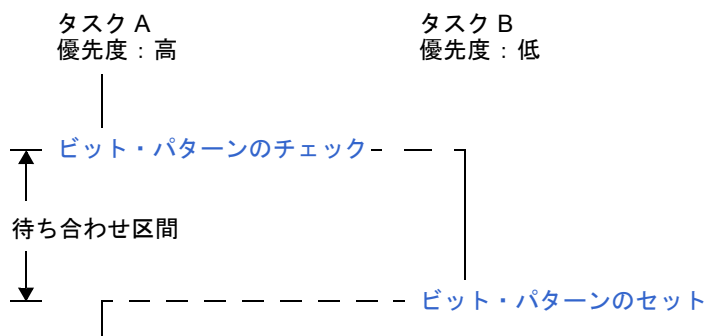 タスク A
優先度：高
タスク B
優先度：低
ビット・パターンのチェック
待ち合わせ区間
ビット・パターンのセット